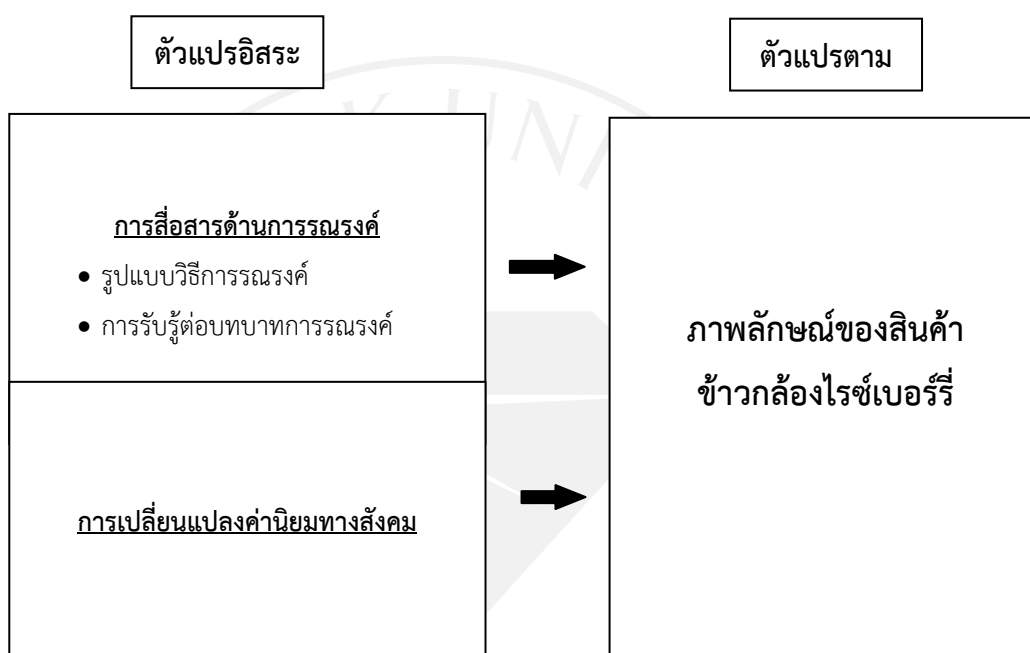 ตัวแปรอิสระ
ตัวแปรตาม
การสื่อสารด้านการรณรงค์
● รูปแบบวิธีการรณรงค์
● การรับรู้ต่อบทบาทการรณรงค์
การเปลี่ยนแปลงค่านิยมทางสังคม
ภาพลักษณ์ของสินค้า
ข้าวกล้องไรซ์เบอร์รี่